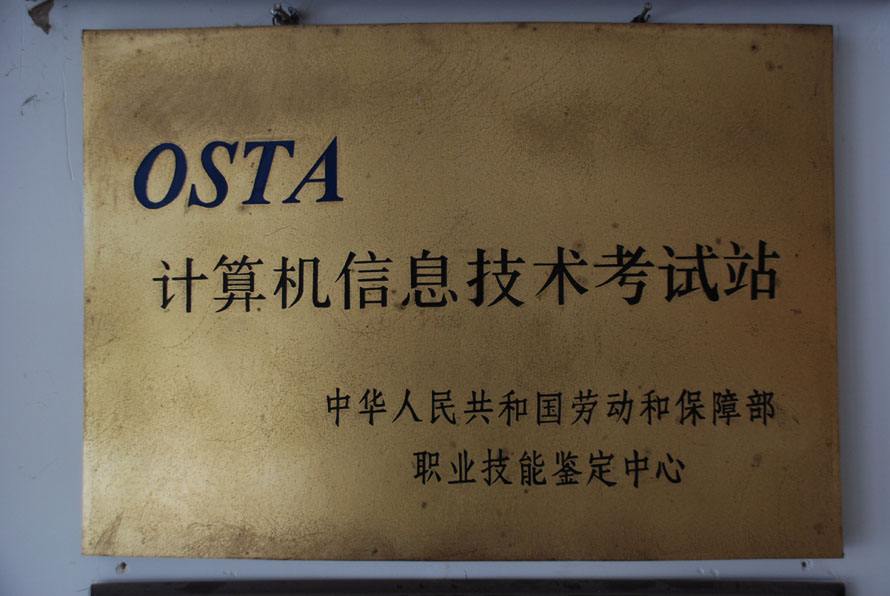 OSTA
计算机信息技术考试站
中华人民共和国劳动和保障部
职业技能鉴定中心